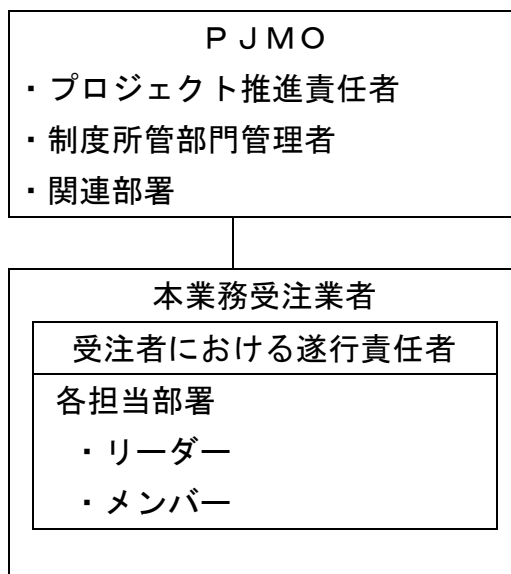 ＰＪＭＯ
・プロジェクト推進責任者
・制度所管部門管理者
・関連部署
本業務受注業者
受注者における遂行責任者
各担当部署
・リーダー
・メンバー